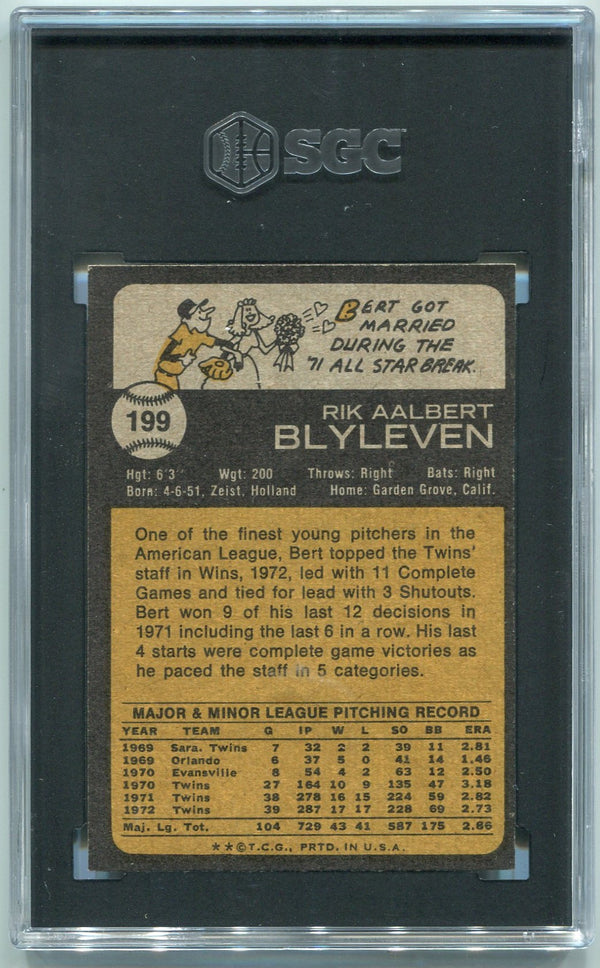 SGC
BERT GOT
MARRIED
DURING THE
'71 ALL STAR BREAK.
199
RIK AALBERT
BLYLEVEN
Hgt: 6'3" Wgt: 200 Throws: Right Bats: Right
Born: 4-6-51, Zeist, Holland Home: Garden Grove, Calif.
One of the finest young pitchers in the
American League, Bert topped the Twins'
staff in Wins, 1972, led with 11 Complete
Games and tied for lead with 3 Shutouts.
Bert won 9 of his last 12 decisions in
1971 including the last 6 in a row. His last
4 starts were complete game victories as
he paced the staff in 5 categories.
MAJOR & MINOR LEAGUE PITCHING RECORD
YEAR TEAM G IP W L SO BB ERA
1969 Sara. Twins 7 32 2 2 39 11 2.81
1969 Orlando 6 37 5 0 41 14 1.46
1970 Evansville 8 54 4 2 63 12 2.50
1970 Twins 27 164 10 9 135 47 3.18
1971 Twins 38 278 16 15 224 59 2.82
1972 Twins 39 287 17 17 228 69 2.73
Maj. Lg. Tot. 104 729 43 41 587 175 2.86
**©T.C.G., PRTD. IN U.S.A.